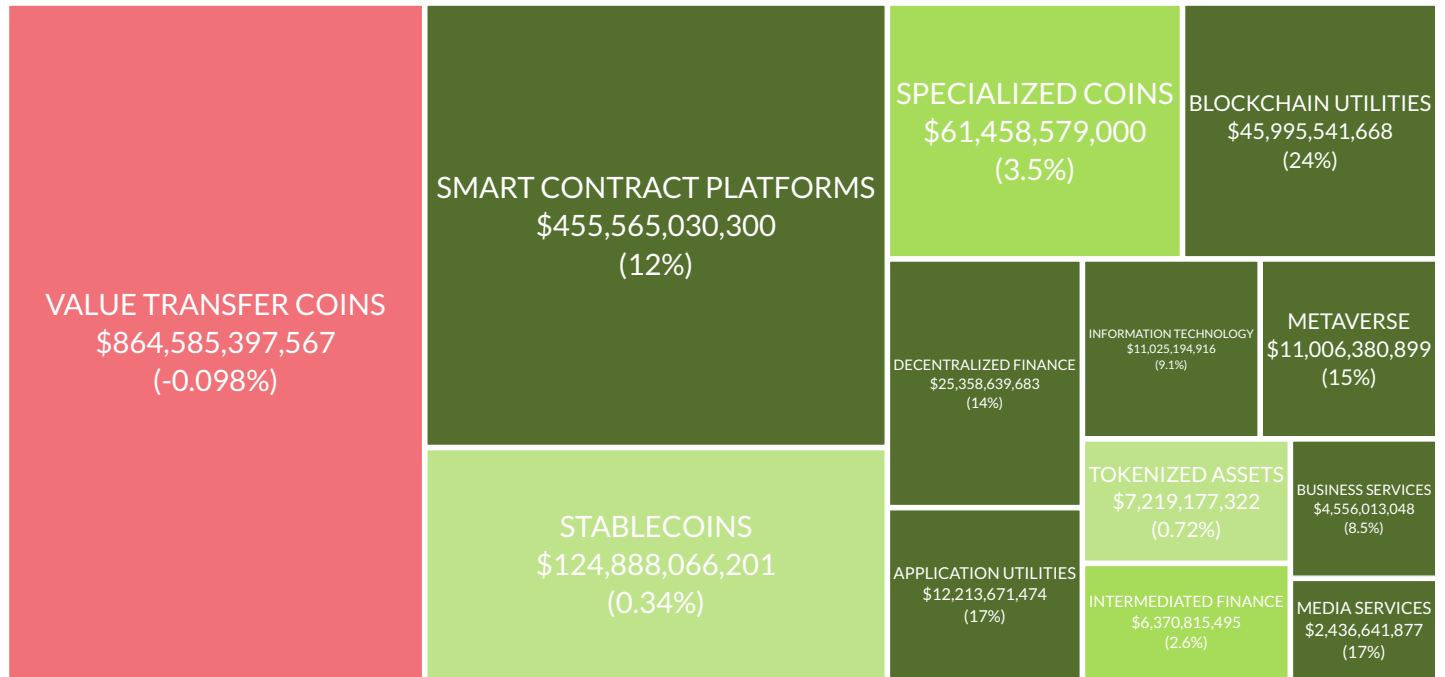 VALUE TRANSFER COINS
$864,585,397,567
(-0.098%)
SMART CONTRACT PLATFORMS
$455,565,030,300
(12%)
STABLECOINS
$124,888,066,201
(0.34%)
SPECIALIZED COINS
$61,458,579,000
(3.5%)
BLOCKCHAIN UTILITIES
$45,995,541,668
(24%)
DECENTRALIZED FINANCE
$25,358,639,683
(14%)
APPLICATION UTILITIES
$12,213,671,474
(17%)
INFORMATION TECHNOLOGY
$11,025,194,916
(9.1%)
METAVERSE
$11,006,380,899
(15%)
TOKENIZED ASSETS
$7,219,177,322
(0.72%)
INTERMEDIATED FINANCE
$6,370,815,495
(2.6%)
BUSINESS SERVICES
$4,556,013,048
(8.5%)
MEDIA SERVICES
$2,436,641,877
(17%)